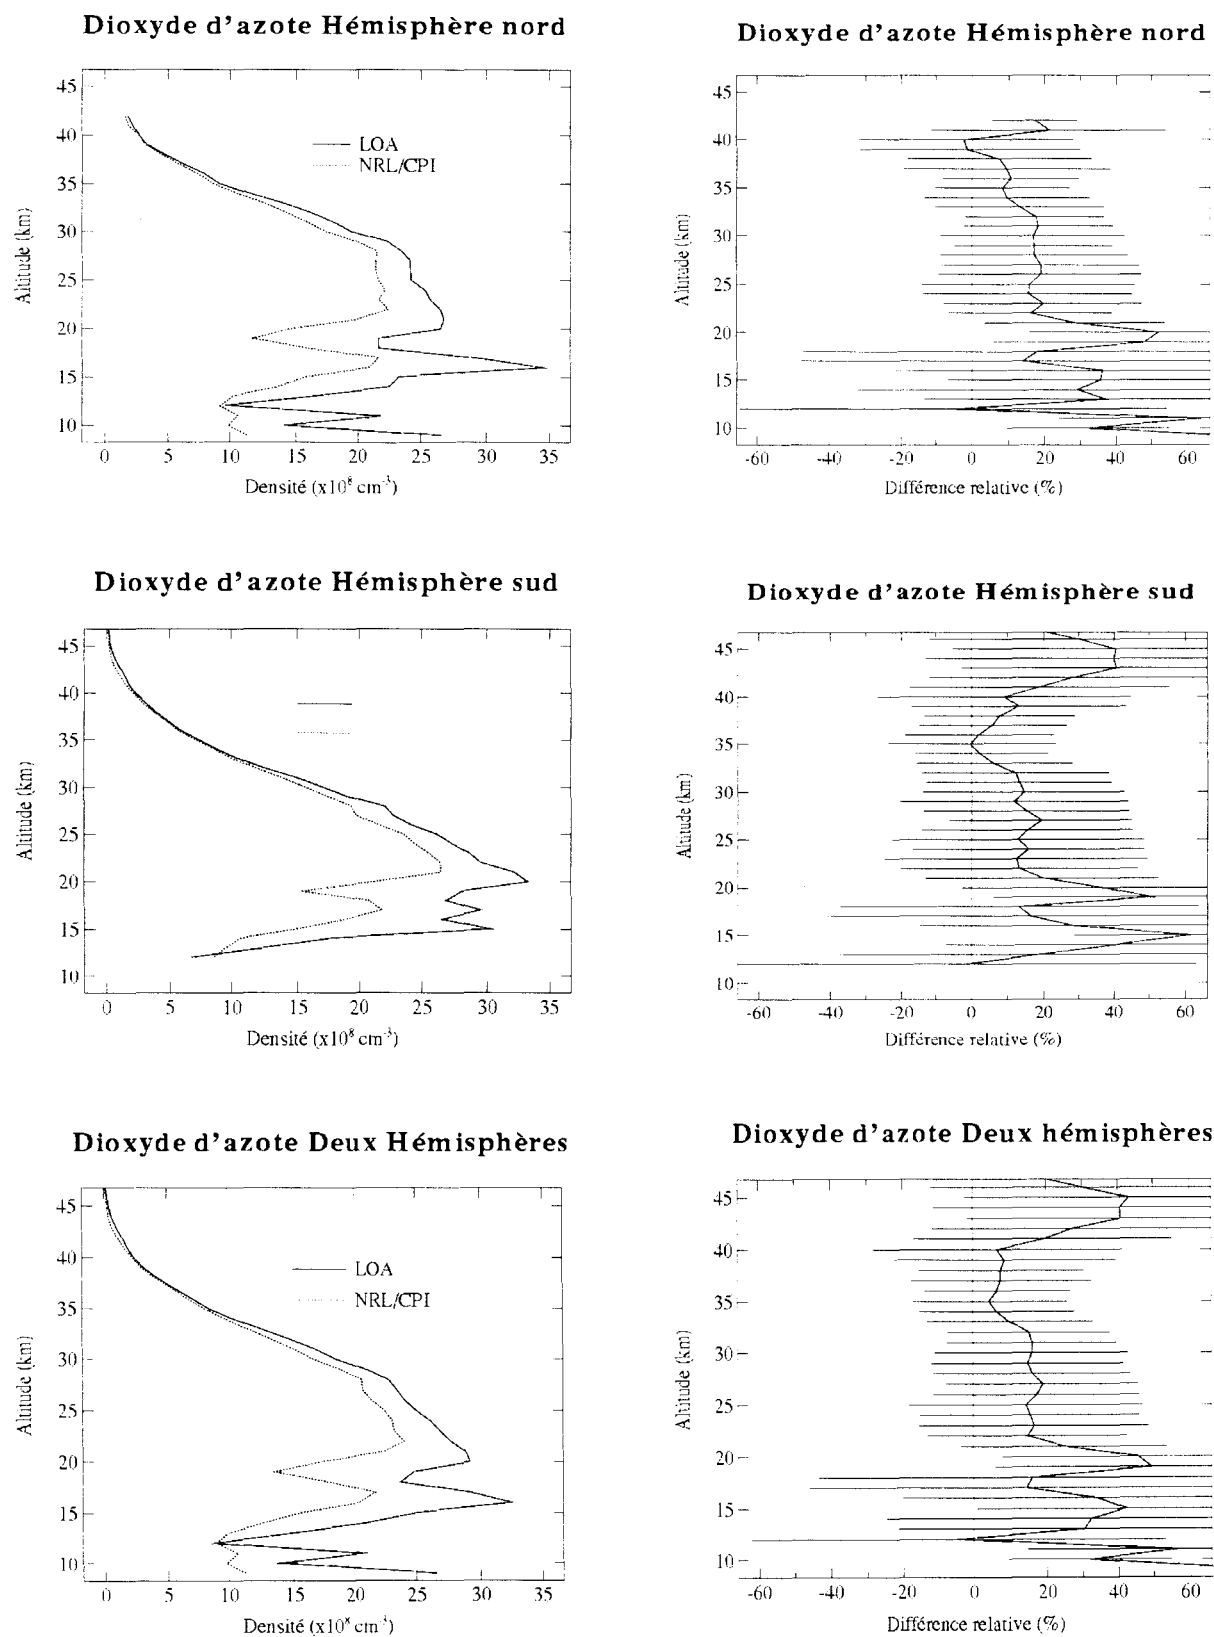 Dioxyde d'azote Hémisphère nord
45
40
35
30
25
20
15
10
Altitude (km)
LOA
NRL/CPI
0 5 10 15 20 25 30 35
Densité (x10⁸ cm⁻³)
Dioxyde d'azote Hémisphère nord
45
40
35
30
25
20
15
10
Altitude (km)
-60 -40 -20 0 20 40 60
Différence relative (%)
Dioxyde d'azote Hémisphère sud
45
40
35
30
25
20
15
10
Altitude (km)
0 5 10 15 20 25 30 35
Densité (x10⁸ cm⁻³)
Dioxyde d'azote Hémisphère sud
45
40
35
30
25
20
15
10
Altitude (km)
-60 -40 -20 0 20 40 60
Différence relative (%)
Dioxyde d'azote Deux Hémisphères
45
40
35
30
25
20
15
10
Altitude (km)
LOA
NRL/CPI
0 5 10 15 20 25 30 35
Densité (x10⁸ cm⁻³)
Dioxyde d'azote Deux hémisphères
45
40
35
30
25
20
15
10
Altitude (km)
-60 -40 -20 0 20 40 60
Différence relative (%)